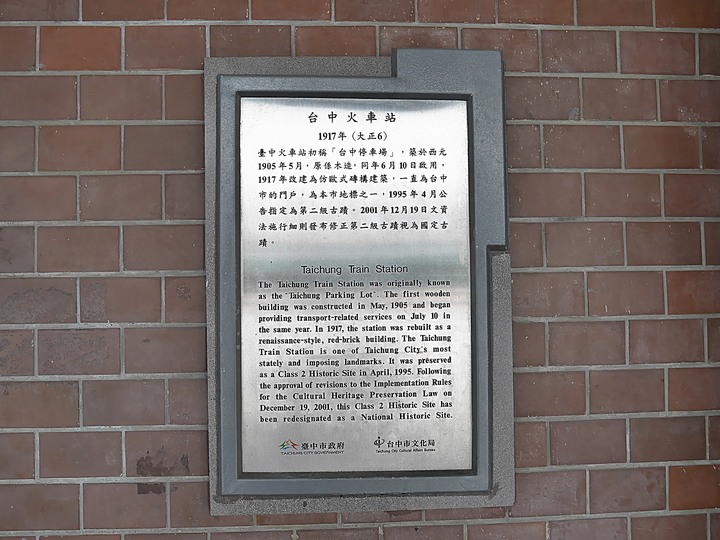 台中火車站
1917年（大正6）
臺中火車站初稱「台中停車場」，築於西元
1905年5月，原係木造，同年6月10日啟用，
1917年改建為仿歐式磚構建築，一直為台中
市的門戶，為本市地標之一，1995年4月公
告指定為第二級古蹟。2001年12月19日文資
法施行細則發布修正第二級古蹟視為國定古
蹟。
Taichung Train Station
The Taichung Train Station was originally known
as the "Taichung Parking Lot". The first wooden
building was constructed in May, 1905 and began
providing transport-related services on July 10 in
the same year. In 1917, the station was rebuilt as a
renaissance-style, red-brick building. The Taichung
Train Station is one of Taichung City's most
stately and imposing landmarks. It was preserved
as a Class 2 Historic Site in April, 1995. Following
the approval of revisions to the Implementation Rules
for the Cultural Heritage Preservation Law on
December 19, 2001, this Class 2 Historic Site has
been redesignated as a National Historic Site.
臺中市政府
TAICHUNG CITY GOVERNMENT
台中市文化局
Taichung City Cultural Affair Bureau